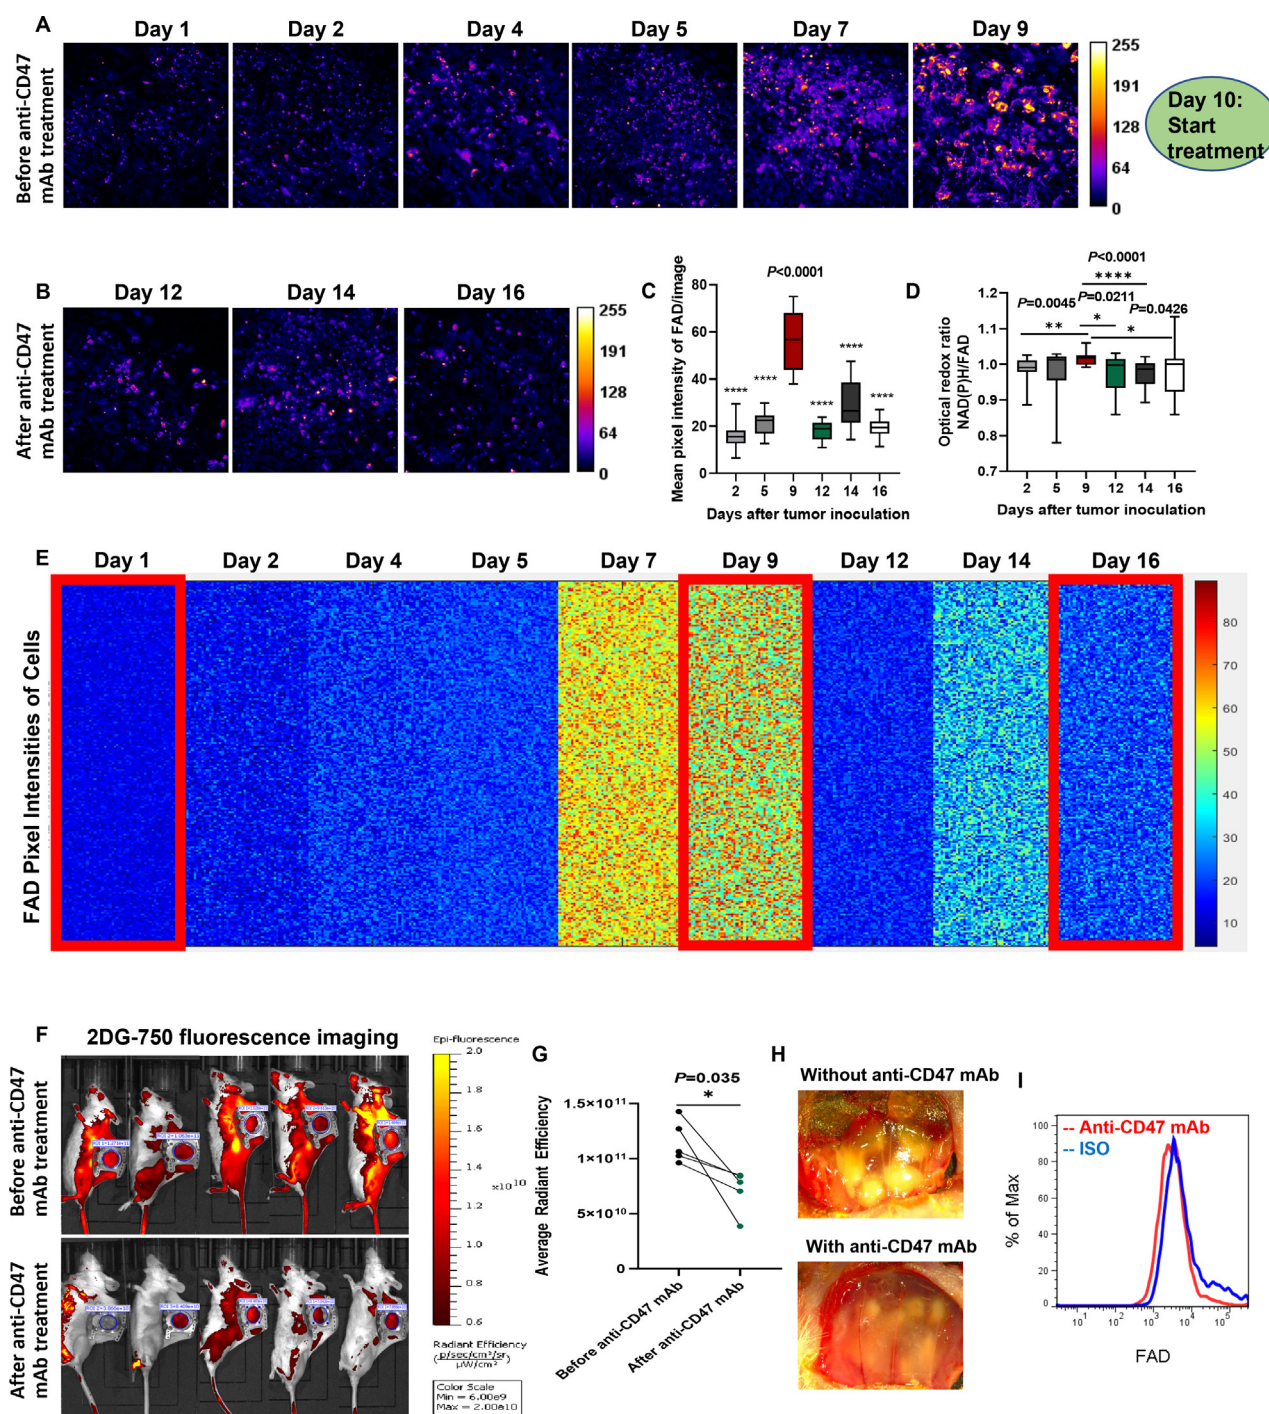 A
Day 1
Day 2
Day 4
Day 5
Day 7
Day 9
Before anti-CD47
mAb treatment
255
191
128
64
0
Day 10:
Start
treatment
B
Day 12
Day 14
Day 16
After anti-CD47
mAb treatment
255
191
128
64
0
C
P<0.0001
Mean pixel intensity of FAD/image
80
60
40
20
0
****
****
****
****
****
2 5 9 12 14 16
Days after tumor inoculation
D
P<0.0001
****
P=0.0045
P=0.0211
P=0.0426
**
*
*
Optical redox ratio
NAD(P)H/FAD
1.2
1.1
1.0
0.9
0.8
0.7
2 5 9 12 14 16
Days after tumor inoculation
E
Day 1
Day 2
Day 4
Day 5
Day 7
Day 9
Day 12
Day 14
Day 16
FAD Pixel Intensities of Cells
80
70
60
50
40
30
20
10
F
2DG-750 fluorescence imaging
Before anti-CD47
mAb treatment
After anti-CD47
mAb treatment
Epi-fluorescence
2.0
1.8
1.6
1.4
×10^10
1.2
1.0
0.8
0.6
Radiant Efficiency
(p/sec/cm²/sr
µW/cm²)
Color Scale
Min = 6.00e9
Max = 2.00e10
G
P=0.035
*
Average Radiant Efficiency
1.5×10^11
1×10^11
5×10^10
0
Before anti-CD47 mAb
After anti-CD47 mAb
H
Without anti-CD47 mAb
With anti-CD47 mAb
I
-- Anti-CD47 mAb
-- ISO
% of Max
100
80
60
40
20
0
10^1 10^2 10^3 10^4 10^5
FAD